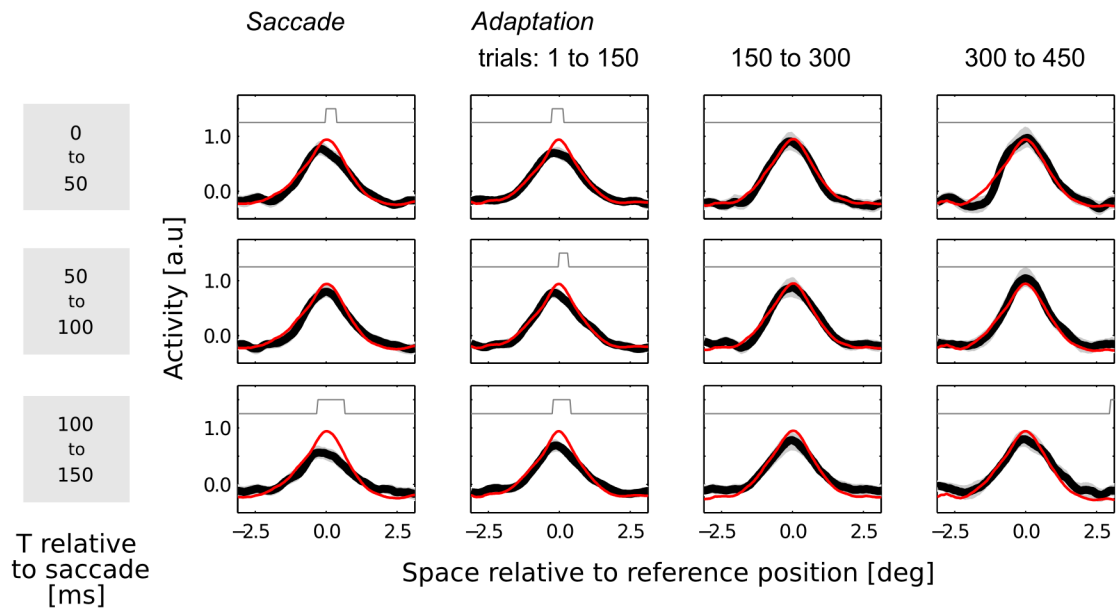 Saccade
Adaptation
trials: 1 to 150
150 to 300
300 to 450
0
to
50
1.0
0.0
50
to
100
1.0
0.0
100
to
150
1.0
0.0
Activity [a.u]
−2.5 0.0 2.5
−2.5 0.0 2.5
−2.5 0.0 2.5
−2.5 0.0 2.5
T relative
to saccade
[ms]
Space relative to reference position [deg]